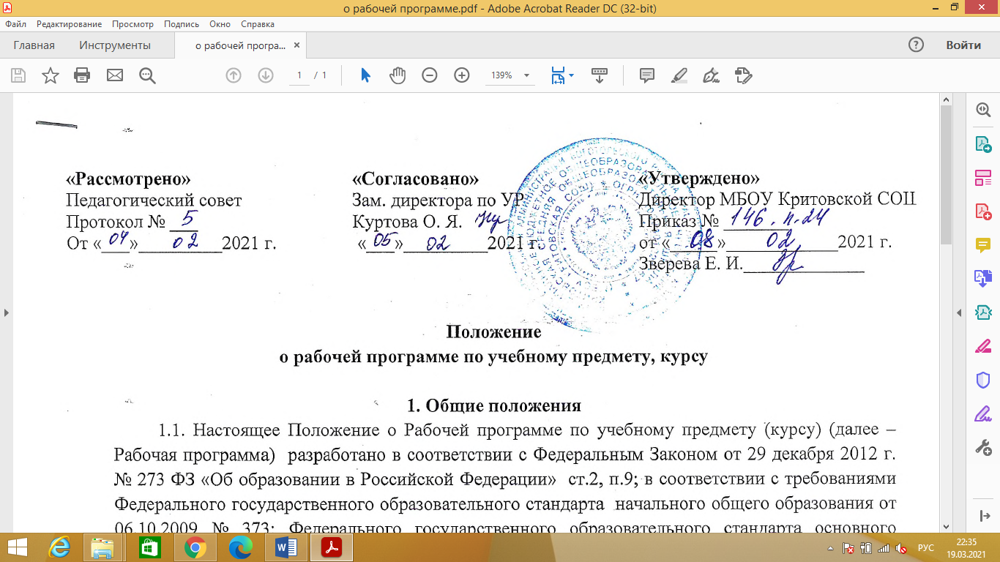 о рабочей программе.pdf - Adobe Acrobat Reader DC (32-bit)
Файл Редактирование Просмотр Подпись Окно Справка
Главная Инструменты о рабочей програ... × Войти
1 / 1 139%
«Рассмотрено»
Педагогический совет
Протокол № 5
От «04» 02 2021 г.
«Согласовано»
Зам. директора по УР
Куртова О. Я.
«05» 02 2021 г.
«Утверждено»
Директор МБОУ Критовской СОШ
Приказ № 146.п.24
от «08» 02 2021 г.
Зверева Е. И.
Положение
о рабочей программе по учебному предмету, курсу
1. Общие положения
1.1. Настоящее Положение о Рабочей программе по учебному предмету (курсу) (далее –
Рабочая программа) разработано в соответствии с Федеральным Законом от 29 декабря 2012 г.
№ 273 ФЗ «Об образовании в Российской Федерации» ст.2, п.9; в соответствии с требованиями
Федерального государственного образовательного стандарта начального общего образования от
06.10.2009 № 373; Федерального государственного образовательного стандарта основного
РУС
22:35
19.03.2021